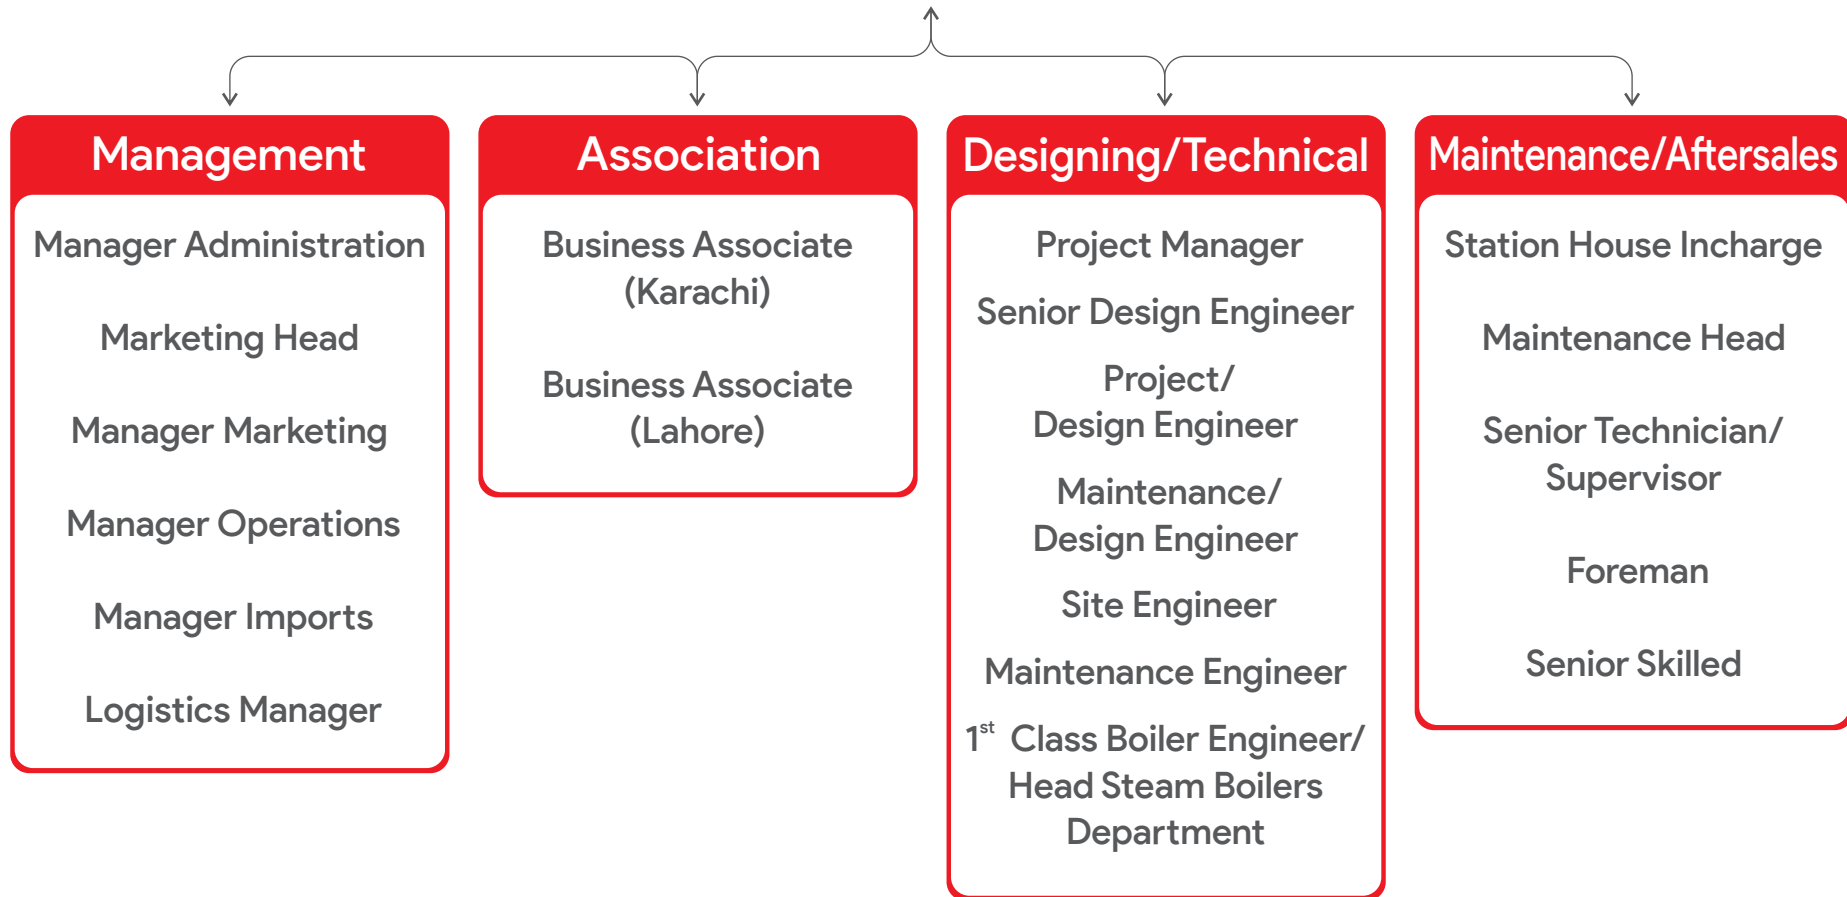 Management
Manager Administration
Marketing Head
Manager Marketing
Manager Operations
Manager Imports
Logistics Manager
Association
Business Associate
(Karachi)
Business Associate
(Lahore)
Designing/Technical
Project Manager
Senior Design Engineer
Project/
Design Engineer
Maintenance/
Design Engineer
Site Engineer
Maintenance Engineer
1st Class Boiler Engineer/
Head Steam Boilers
Department
Maintenance/Aftersales
Station House Incharge
Maintenance Head
Senior Technician/
Supervisor
Foreman
Senior Skilled